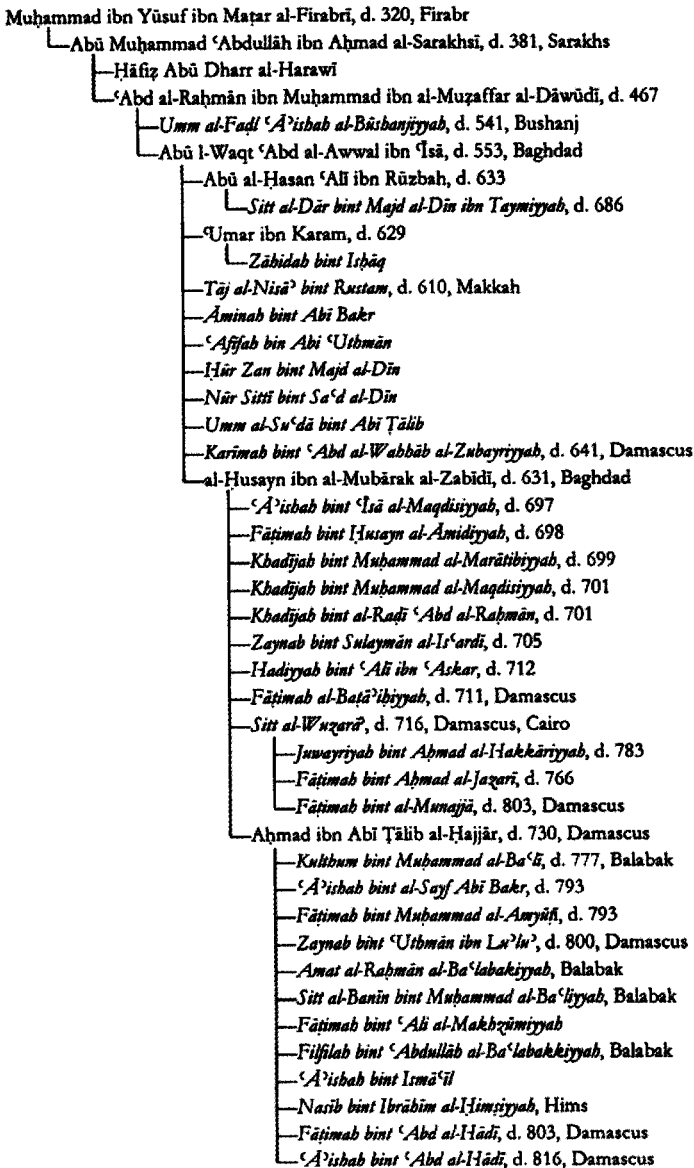 Muḥammad ibn Yūsuf ibn Maṭar al-Firabrī, d. 320, Firabr
Abū Muḥammad ʿAbdullāh ibn Aḥmad al-Sarakhsī, d. 381, Sarakhs
Ḥāfiẓ Abū Dharr al-Harawī
ʿAbd al-Raḥmān ibn Muḥammad ibn al-Muẓaffar al-Dāwūdī, d. 467
Umm al-Faḍl ʿĀʾishah al-Būshanjiyyah, d. 541, Bushanj
Abū l-Waqt ʿAbd al-Awwal ibn ʿĪsā, d. 553, Baghdad
Abū al-Ḥasan ʿAlī ibn Rūzbah, d. 633
Sitt al-Dār bint Majd al-Dīn ibn Taymiyyah, d. 686
ʿUmar ibn Karam, d. 629
Zāhidah bint Isḥāq
Tāj al-Nisāʾ bint Rustam, d. 610, Makkah
Āminah bint Abī Bakr
ʿAfīfah bin Abi ʿUthmān
Ḥūr Zan bint Majd al-Dīn
Nūr Sittī bint Saʿd al-Dīn
Umm al-Suʿdā bint Abī Ṭālib
Karīmah bint ʿAbd al-Wahhāb al-Zubayriyyah, d. 641, Damascus
al-Ḥusayn ibn al-Mubārak al-Zabīdī, d. 631, Baghdad
ʿĀʾishah bint ʿĪsā al-Maqdisiyyah, d. 697
Fāṭimah bint Ḥusayn al-Āmidiyyah, d. 698
Khadījah bint Muḥammad al-Marātibiyyah, d. 699
Khadījah bint Muḥammad al-Maqdisiyyah, d. 701
Khadījah bint al-Raḍī ʿAbd al-Raḥmān, d. 701
Zaynab bint Sulaymān al-Isʿardī, d. 705
Hadiyyah bint ʿAlī ibn ʿAskar, d. 712
Fāṭimah al-Baṭāʾiḥiyyah, d. 711, Damascus
Sitt al-Wuzarāʾ, d. 716, Damascus, Cairo
Juwayriyah bint Aḥmad al-Hakkāriyyah, d. 783
Fāṭimah bint Aḥmad al-Jazarī, d. 766
Fāṭimah bint al-Munajjā, d. 803, Damascus
Aḥmad ibn Abī Ṭālib al-Ḥajjār, d. 730, Damascus
Kulthum bint Muḥammad al-Baʿlī, d. 777, Balabak
ʿĀʾishah bint al-Sayf Abī Bakr, d. 793
Fāṭimah bint Muḥammad al-Amyūṭī, d. 793
Zaynab bint ʿUthmān ibn Luʾluʾ, d. 800, Damascus
Amat al-Raḥmān al-Baʿlabakiyyah, Balabak
Sitt al-Banīn bint Muḥammad al-Baʿliyyah, Balabak
Fāṭimah bint ʿAli al-Makhzūmiyyah
Filfilah bint ʿAbdullāh al-Baʿlabakkiyyah, Balabak
ʿĀʾishah bint Ismāʿīl
Nasīb bint Ibrāhīm al-Ḥimṣiyyah, Hims
Fāṭimah bint ʿAbd al-Hādī, d. 803, Damascus
ʿĀʾishah bint ʿAbd al-Hādī, d. 816, Damascus